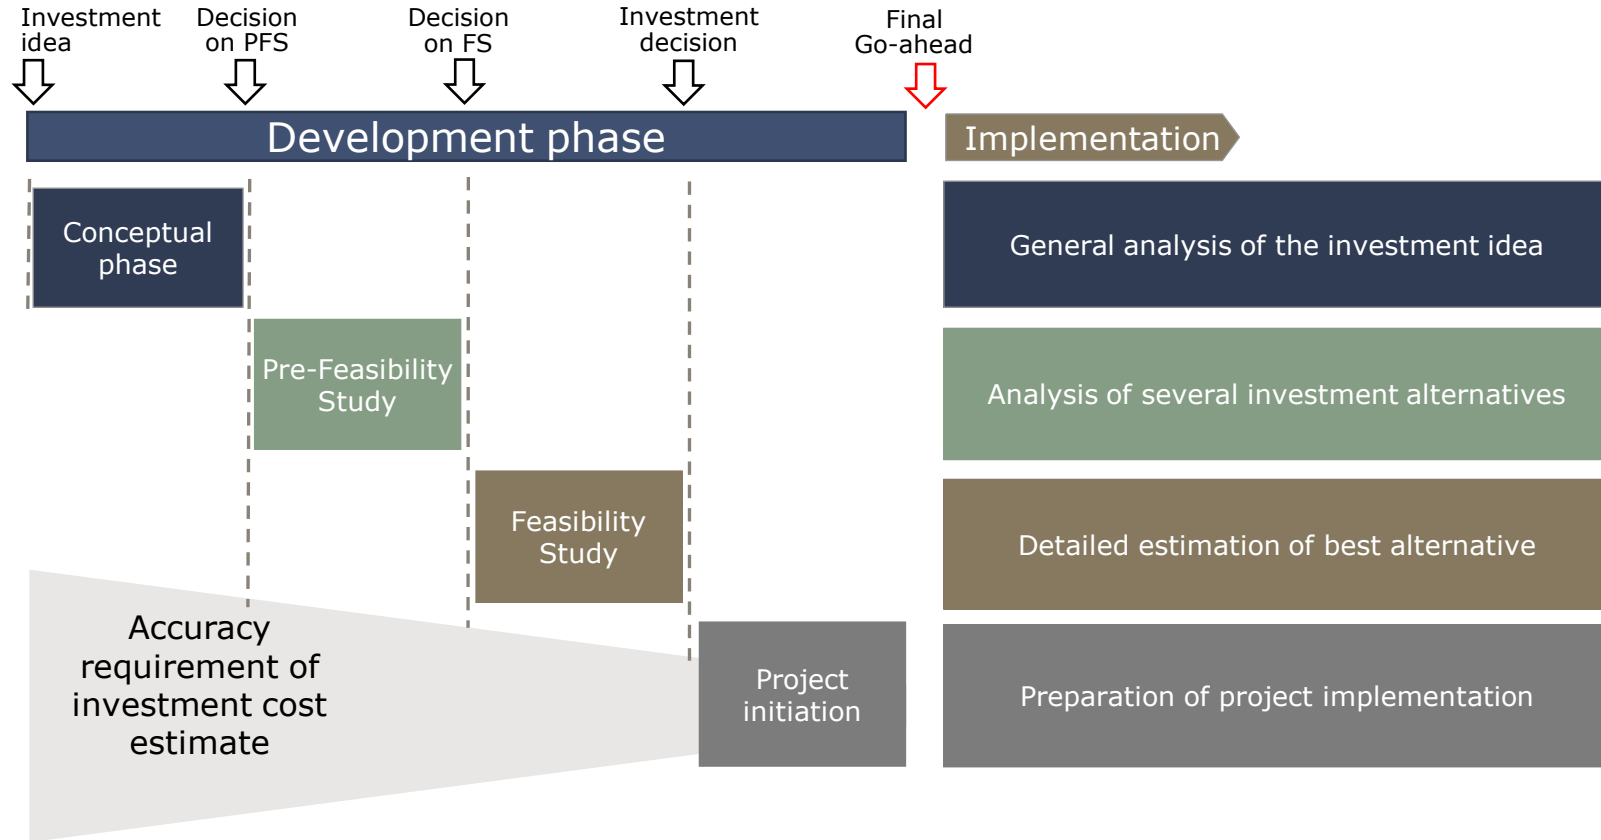 Investment
idea
Decision
on PFS
Decision
on FS
Investment
decision
Final
Go-ahead
Development phase
Implementation
Conceptual
phase
General analysis of the investment idea
Pre-Feasibility
Study
Analysis of several investment alternatives
Feasibility
Study
Detailed estimation of best alternative
Accuracy
requirement of
investment cost
estimate
Project
initiation
Preparation of project implementation